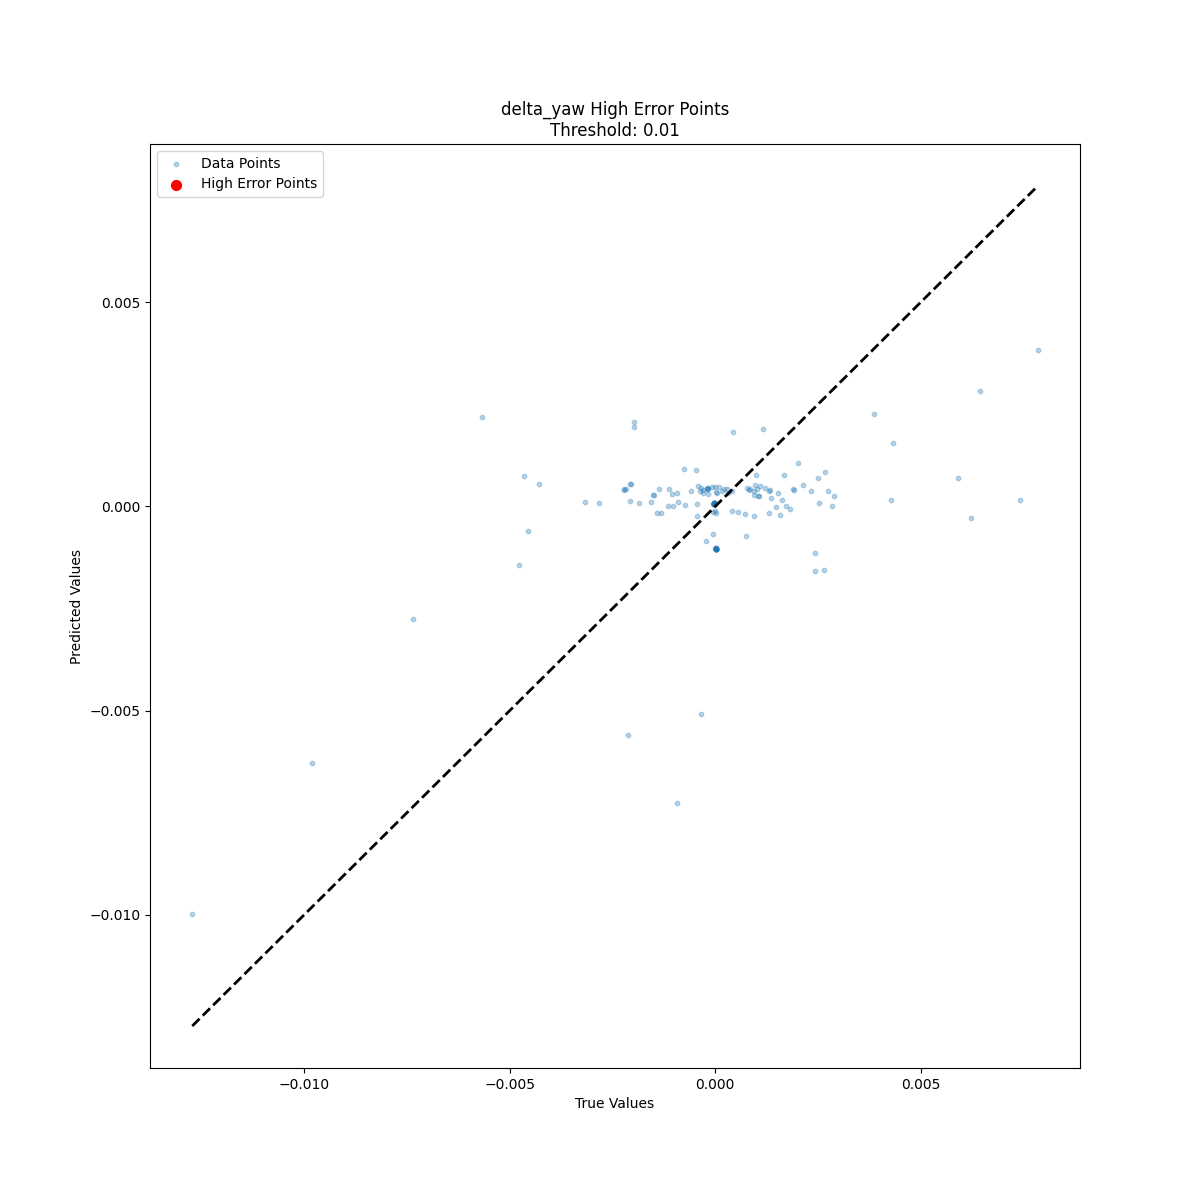 delta_yaw High Error Points
Threshold: 0.01
Data Points
High Error Points
0.005
0.000
−0.005
−0.010
Predicted Values
−0.010
−0.005
0.000
0.005
True Values